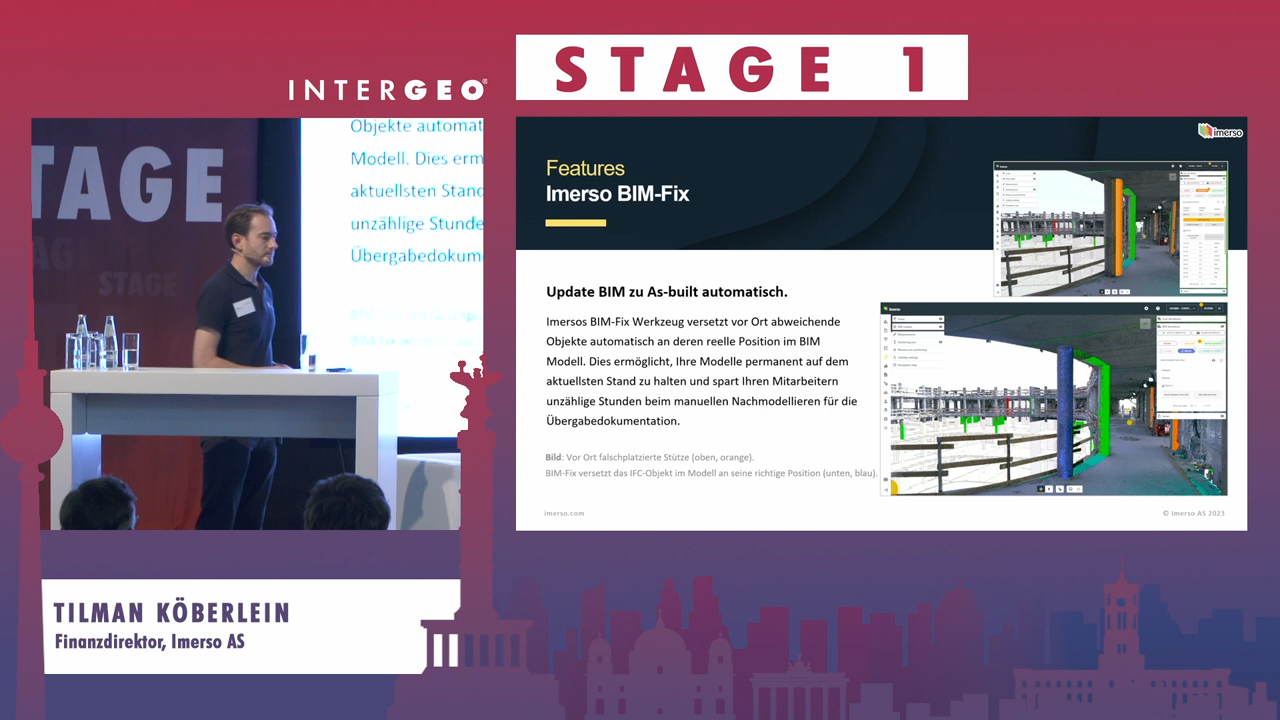 STAGE 1
INTERGEO®
TAGE
STAGE
Objekte automat
Modell. Dies erm
aktuellsten Stand
unzählige Stunde
Übergabedokum
imerso
Features
Imerso BIM-Fix
Update BIM zu As-built automatisch.
Imersos BIM-Fix Werkzeug versetzt vor Ort abweichende
Objekte automatisch an deren reelle Position im BIM
Modell. Dies ermöglicht, Ihre Modelle permanent auf dem
aktuellsten Stand zu halten und spart Ihren Mitarbeitern
unzählige Stunden beim manuellen Nachmodellieren für die
Übergabedokumentation.
Bild: Vor Ort falschplatzierte Stütze (oben, orange).
BIM-Fix versetzt das IFC-Objekt im Modell an seine richtige Position (unten, blau).
imerso.com
© Imerso AS 2023
TILMAN KÖBERLEIN
Finanzdirektor, Imerso AS